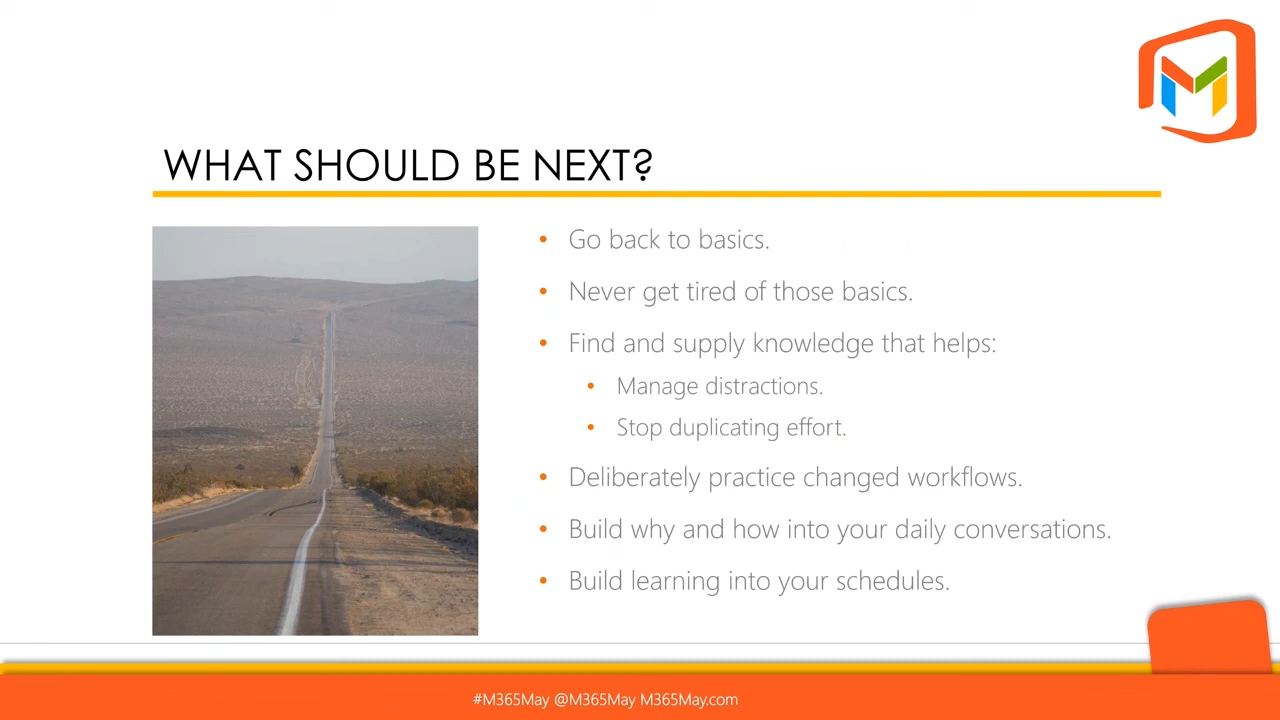 WHAT SHOULD BE NEXT?
• Go back to basics.
• Never get tired of those basics.
• Find and supply knowledge that helps:
• Manage distractions.
• Stop duplicating effort.
• Deliberately practice changed workflows.
• Build why and how into your daily conversations.
• Build learning into your schedules.
#M365May @M365May M365May.com